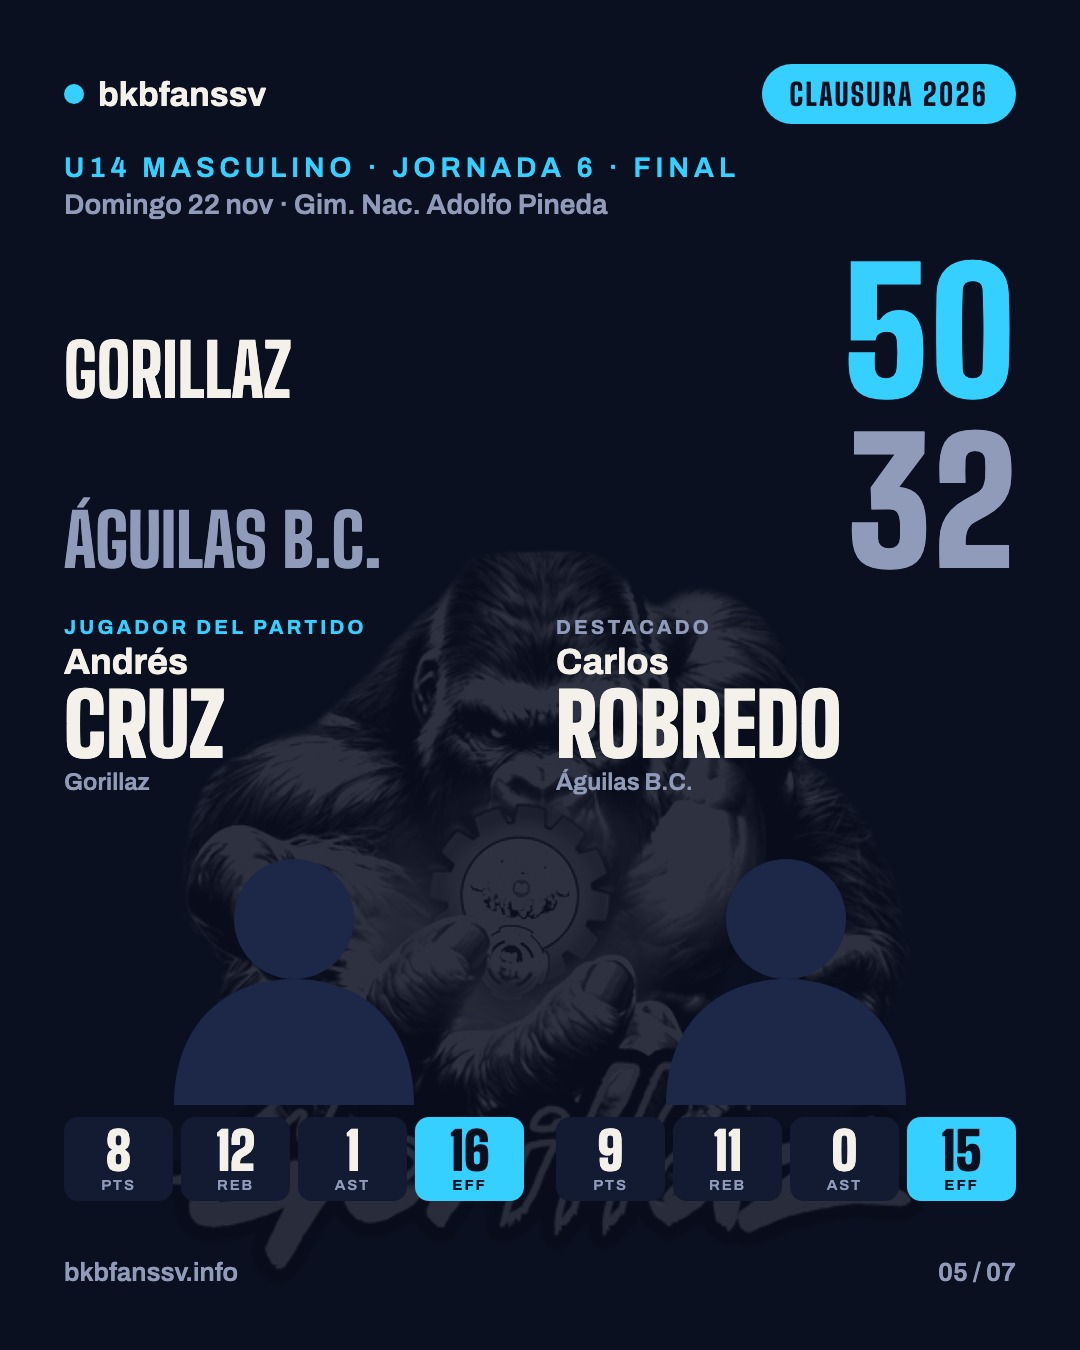 bkbfanssv
CLAUSURA 2026
U14 MASCULINO · JORNADA 6 · FINAL
Domingo 22 nov · Gim. Nac. Adolfo Pineda
GORILLAZ
50
ÁGUILAS B.C.
32
JUGADOR DEL PARTIDO
Andrés
CRUZ
Gorillaz
DESTACADO
Carlos
ROBREDO
Águilas B.C.
8
PTS
12
REB
1
AST
16
EFF
9
PTS
11
REB
0
AST
15
EFF
Gorillaz
bkbfanssv.info
05 / 07